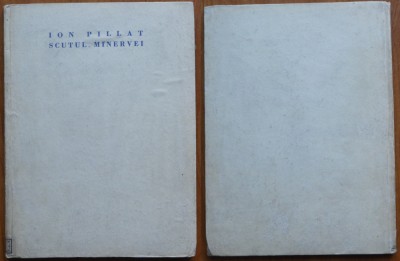 ION PILLAT
SCUTUL MINERVEI